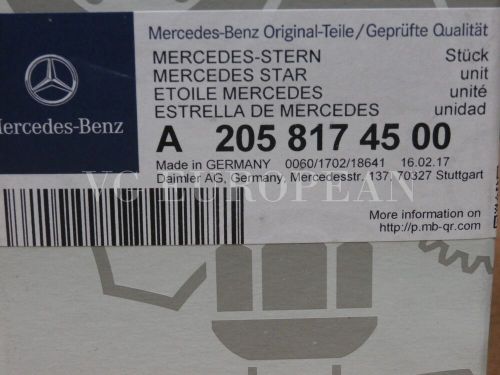 Mercedes-Benz Original-Teile/Geprüfte Qualität
MERCEDES-STERN Stück
MERCEDES STAR unit
ETOILE MERCEDES unité
ESTRELLA DE MERCEDES unidad
Mercedes-Benz
A 205 817 45 00
Made in GERMANY 0060/1702/18641 16.02.17
Daimler AG, Germany, Mercedesstr. 137, 70327 Stuttgart
VG EUROPEAN
More information on
http://p.mb-qr.com